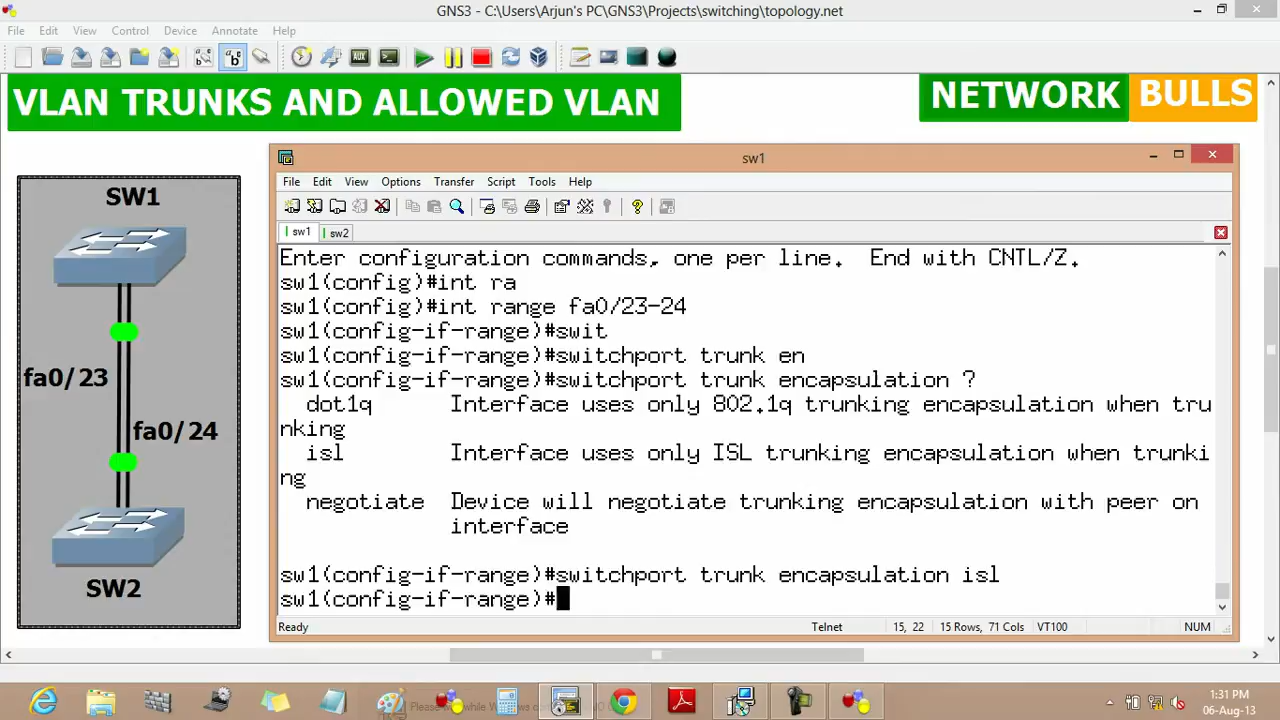 GNS3 - C:\Users\Arjun's PC\GNS3\Projects\switching\topology.net
File Edit View Control Device Annotate Help
VLAN TRUNKS AND ALLOWED VLAN
NETWORK BULLS
SW1
fa0/23
fa0/24
SW2
sw1
File Edit View Options Transfer Script Tools Help
sw1 sw2
Enter configuration commands, one per line.  End with CNTL/Z.
sw1(config)#int ra
sw1(config)#int range fa0/23-24
sw1(config-if-range)#swit
sw1(config-if-range)#switchport trunk en
sw1(config-if-range)#switchport trunk encapsulation ?
  dot1q      Interface uses only 802.1q trunking encapsulation when tru
nking
  isl        Interface uses only ISL trunking encapsulation when trunki
ng
  negotiate  Device will negotiate trunking encapsulation with peer on
             interface
sw1(config-if-range)#switchport trunk encapsulation isl
sw1(config-if-range)#
Ready Telnet 15, 22 15 Rows, 71 Cols VT100 NUM
1:31 PM
06-Aug-13